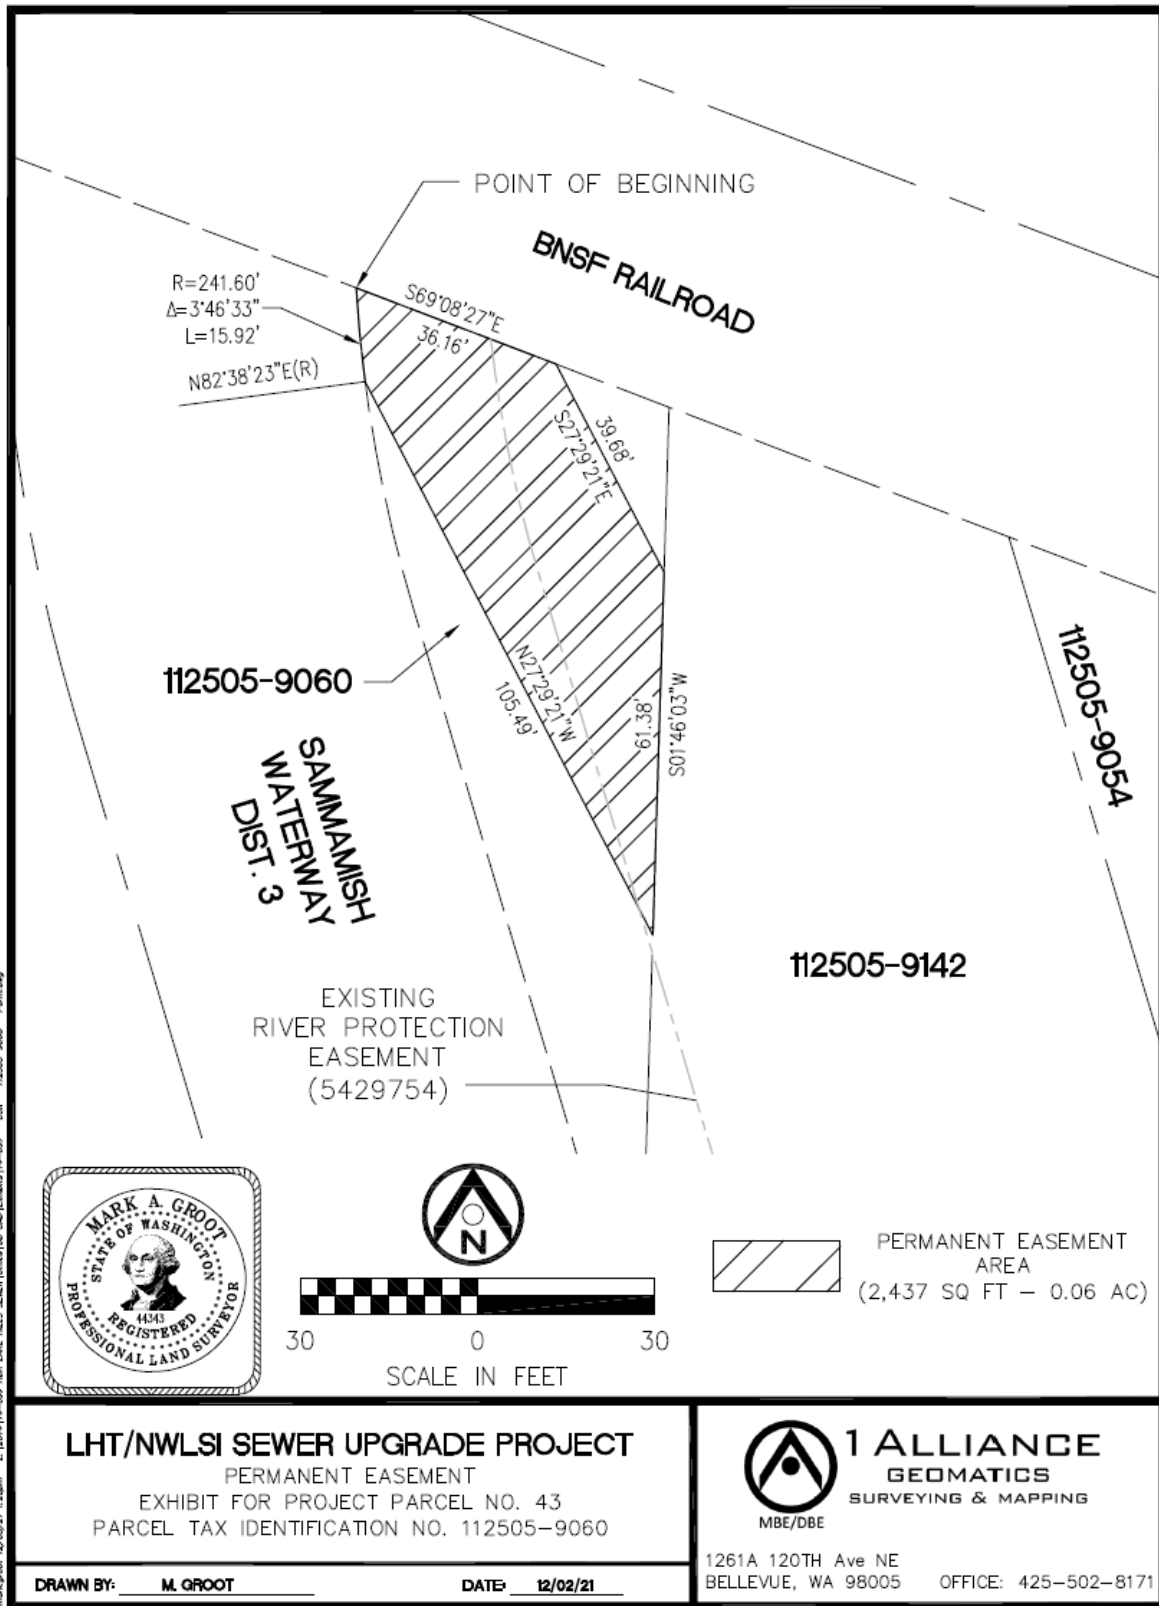 POINT OF BEGINNING
BNSF RAILROAD
R=241.60'
Δ=3°46'33"
L=15.92'
N82°38'23"E(R)
S69°08'27"E
36.16'
39.68'
S27°29'21"E
N27°29'21"W
105.49'
61.38'
S01°46'03"W
112505-9060
112505-9054
SAMMAMISH
WATERWAY
DIST. 3
112505-9142
EXISTING
RIVER PROTECTION
EASEMENT
(5429754)
MARK A. GROOT
STATE OF WASHINGTON
44343
REGISTERED
PROFESSIONAL LAND SURVEYOR
N
30 0 30
SCALE IN FEET
PERMANENT EASEMENT
AREA
(2,437 SQ FT – 0.06 AC)
LHT/NWLSI SEWER UPGRADE PROJECT
PERMANENT EASEMENT
EXHIBIT FOR PROJECT PARCEL NO. 43
PARCEL TAX IDENTIFICATION NO. 112505–9060
DRAWN BY: M. GROOT DATE: 12/02/21
1 ALLIANCE
GEOMATICS
SURVEYING & MAPPING
MBE/DBE
1261A 120TH Ave NE
BELLEVUE, WA 98005 OFFICE: 425–502–8171